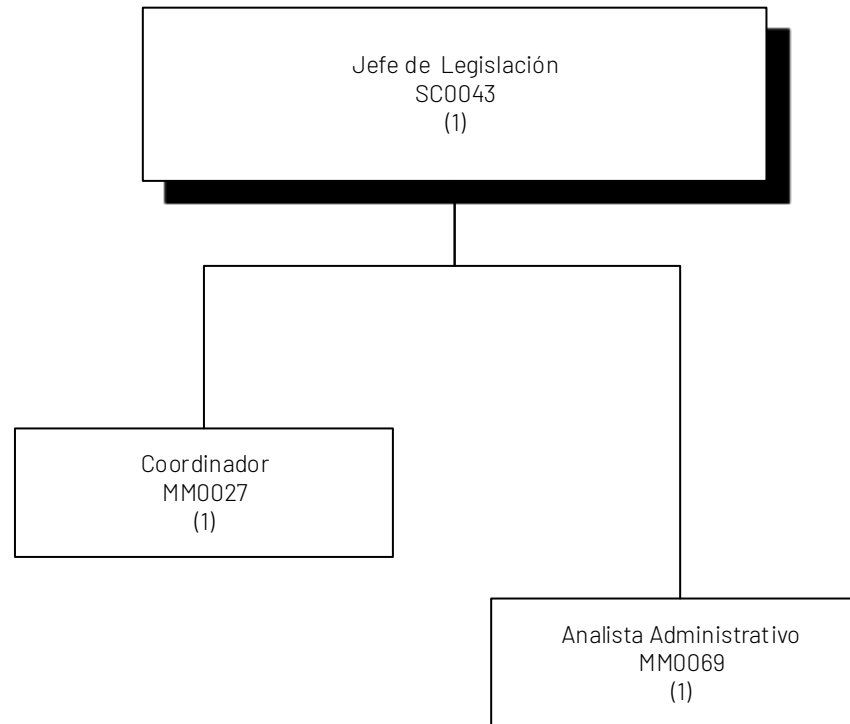 Jefe de Legislación
SC0043
(1)
Coordinador
MM0027
(1)
Analista Administrativo
MM0069
(1)